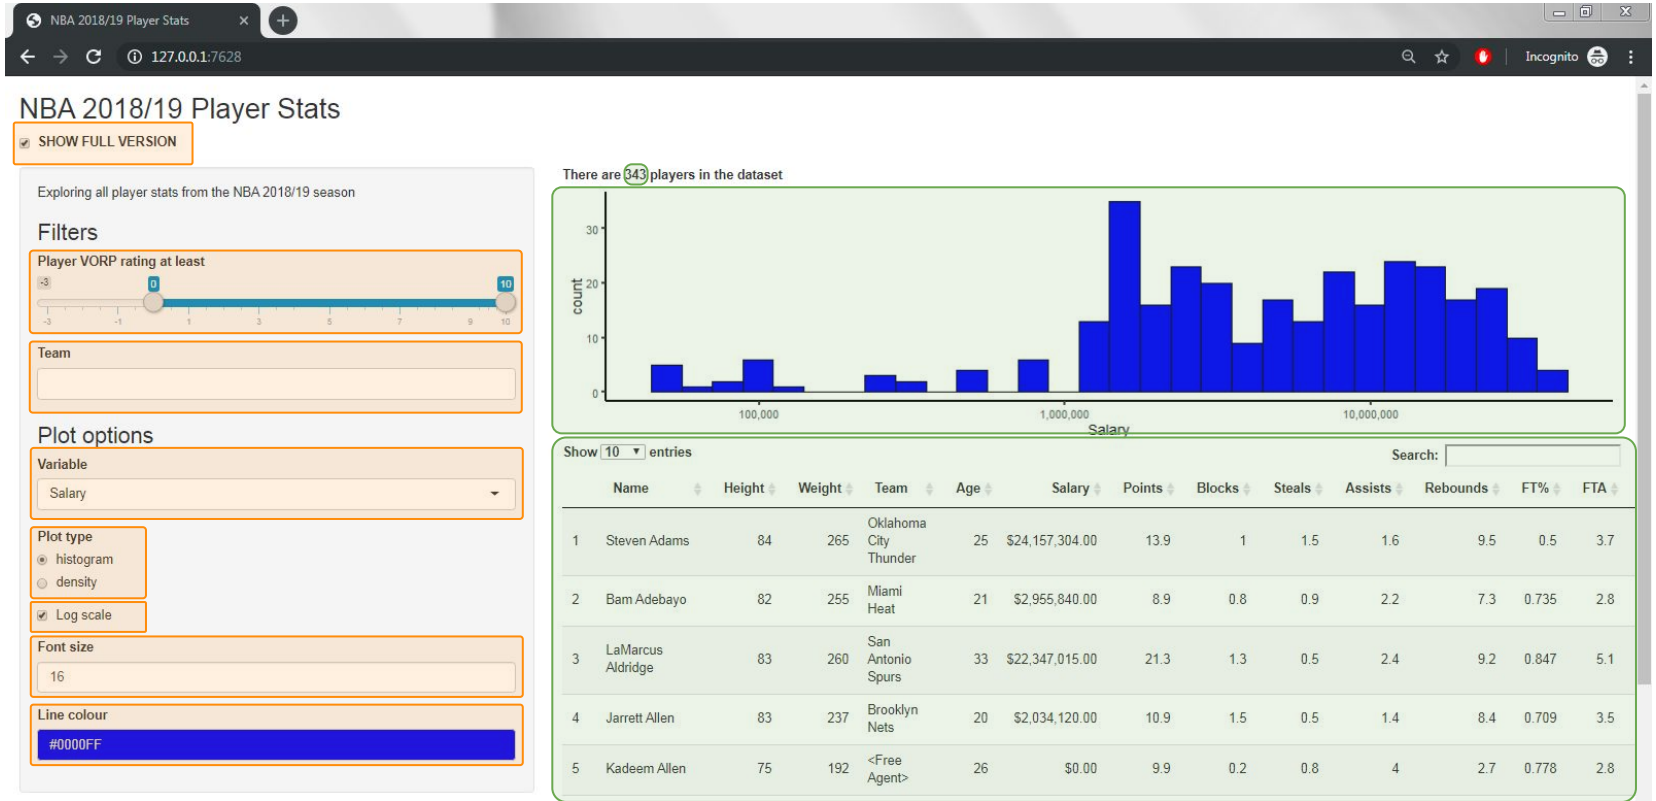 NBA 2018/19 Player Stats
127.0.0.1:7628
Incognito
NBA 2018/19 Player Stats
SHOW FULL VERSION
Exploring all player stats from the NBA 2018/19 season
Filters
Player VORP rating at least
-3 0 10
-3 -1 1 3 5 7 9 10
Team
Plot options
Variable
Salary
Plot type
histogram
density
Log scale
Font size
16
Line colour
#0000FF
There are 343 players in the dataset
30
20
10
0
count
100,000 1,000,000 10,000,000
Salary
Show 10 entries Search:
Name Height Weight Team Age Salary Points Blocks Steals Assists Rebounds FT% FTA
1 Steven Adams 84 265 Oklahoma City Thunder 25 $24,157,304.00 13.9 1 1.5 1.6 9.5 0.5 3.7
2 Bam Adebayo 82 255 Miami Heat 21 $2,955,840.00 8.9 0.8 0.9 2.2 7.3 0.735 2.8
3 LaMarcus Aldridge 83 260 San Antonio Spurs 33 $22,347,015.00 21.3 1.3 0.5 2.4 9.2 0.847 5.1
4 Jarrett Allen 83 237 Brooklyn Nets 20 $2,034,120.00 10.9 1.5 0.5 1.4 8.4 0.709 3.5
5 Kadeem Allen 75 192 <Free Agent> 26 $0.00 9.9 0.2 0.8 4 2.7 0.778 2.8